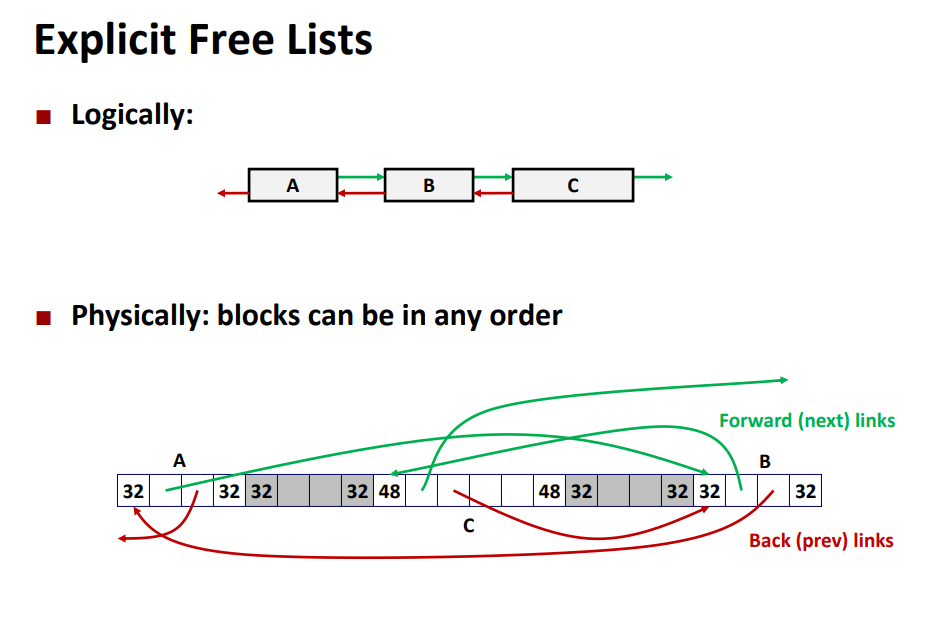 Explicit Free Lists
Logically:
A B C
Physically: blocks can be in any order
Forward (next) links
A B
32 32 32 32 48 48 32 32 32 32
C
Back (prev) links